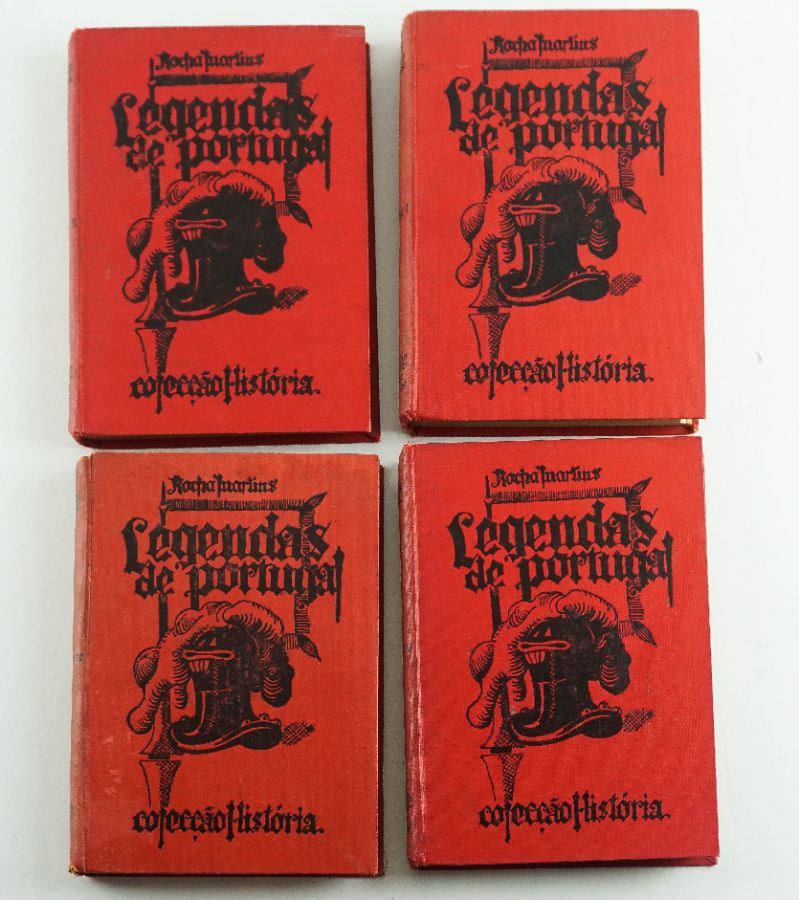 Rocha Martins
Legendas
de portugal
colecção História.
Rocha Martins
Legendas
de portugal
colecção História.
Rocha Martins
Legendas
de portugal
colecção História.
Rocha Martins
Legendas
de portugal
colecção História.